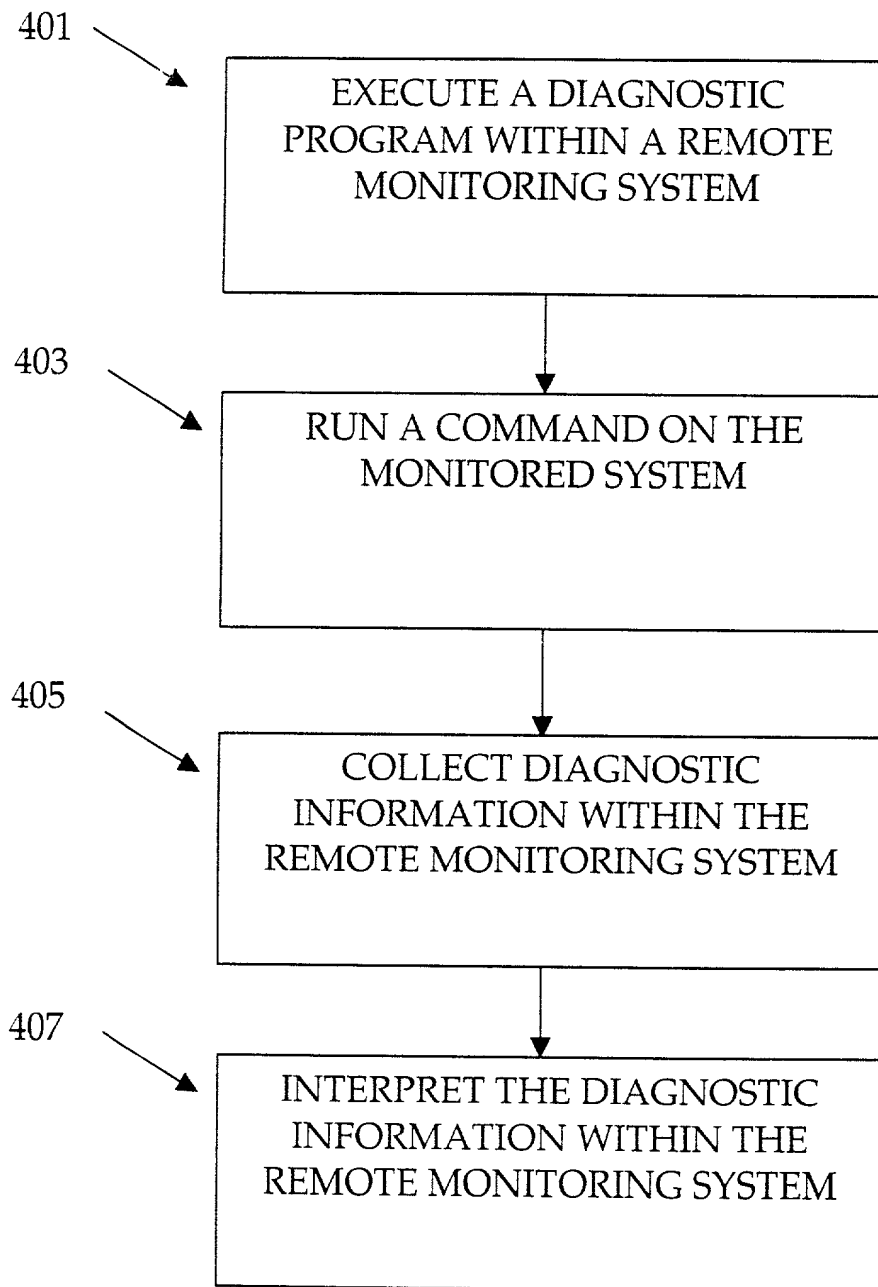 401
EXECUTE A DIAGNOSTIC
PROGRAM WITHIN A REMOTE
MONITORING SYSTEM
403
RUN A COMMAND ON THE
MONITORED SYSTEM
405
COLLECT DIAGNOSTIC
INFORMATION WITHIN THE
REMOTE MONITORING SYSTEM
407
INTERPRET THE DIAGNOSTIC
INFORMATION WITHIN THE
REMOTE MONITORING SYSTEM